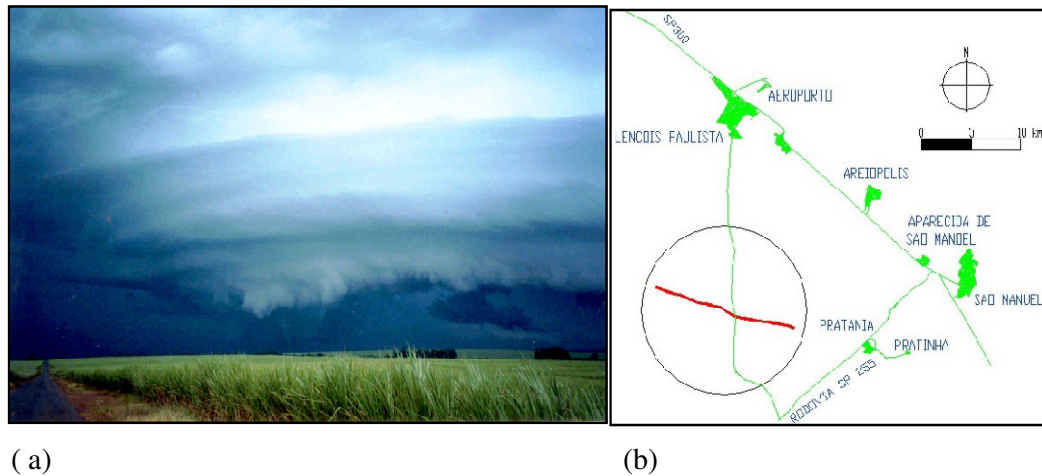 SP300
N
AEROPORTO
LENCOIS PAULISTA
0 5 10 km
AREIOPOLIS
APARECIDA DE
SAO MANOEL
SAO MANUEL
PRATANIA
PRATINHA
RODOVIA SP 255
( a)
(b)